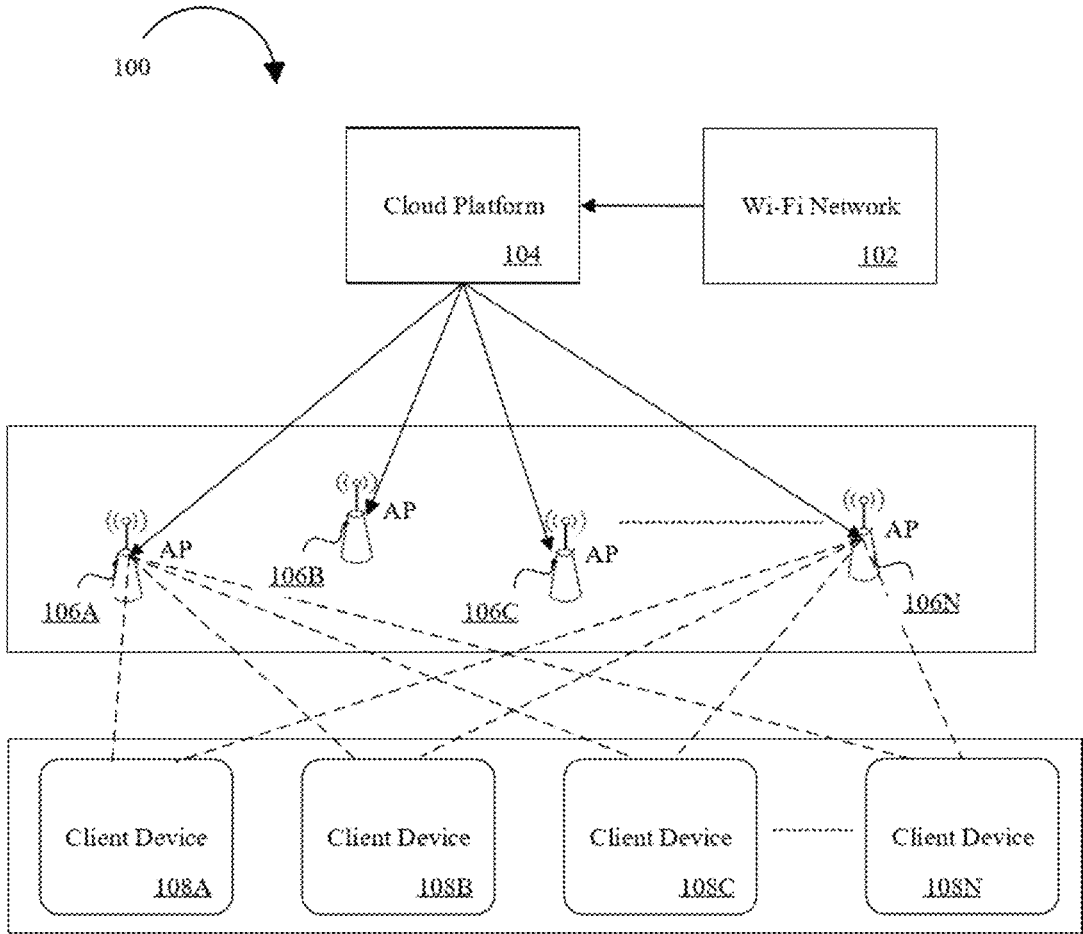 100
Cloud Platform
104
Wi-Fi Network
102
AP
106A
AP
106B
AP
106C
AP
106N
Client Device
108A
Client Device
108B
Client Device
108C
Client Device
108N